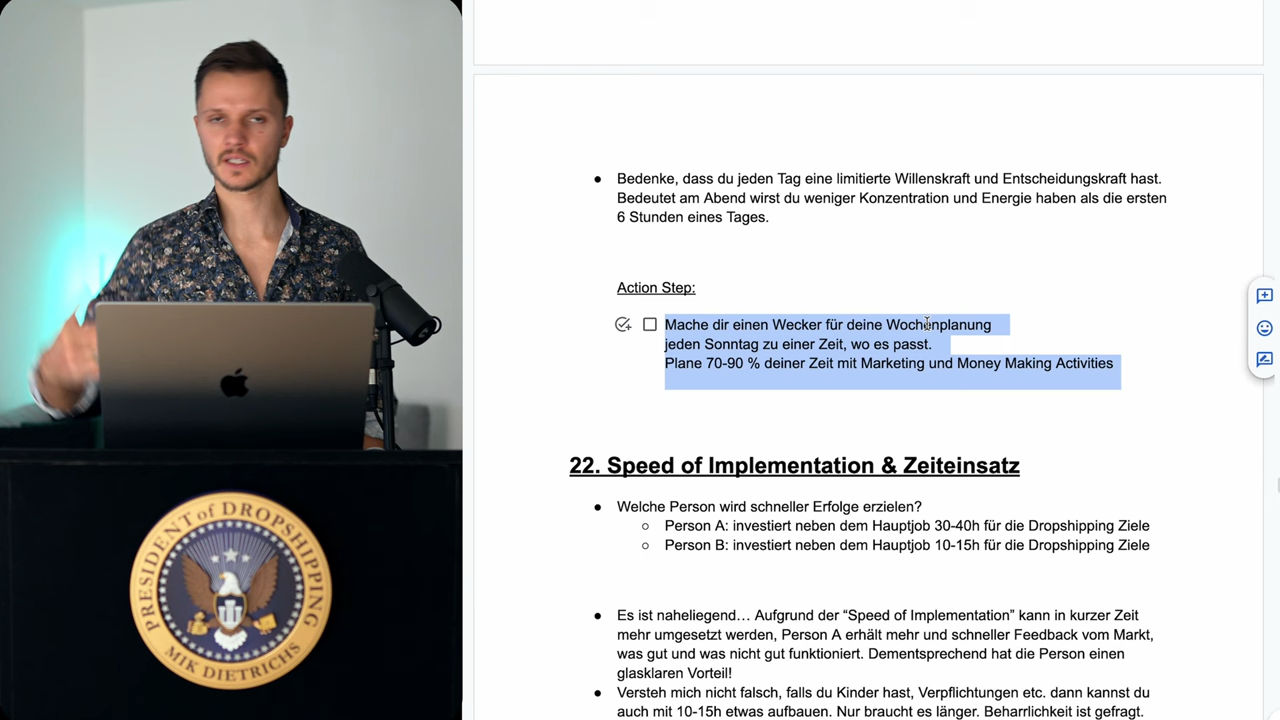 Bedenke, dass du jeden Tag eine limitierte Willenskraft und Entscheidungskraft hast.
Bedeutet am Abend wirst du weniger Konzentration und Energie haben als die ersten
6 Stunden eines Tages.
Action Step:
Mache dir einen Wecker für deine Wochenplanung
jeden Sonntag zu einer Zeit, wo es passt.
Plane 70-90 % deiner Zeit mit Marketing und Money Making Activities
22. Speed of Implementation & Zeiteinsatz
Welche Person wird schneller Erfolge erzielen?
Person A: investiert neben dem Hauptjob 30-40h für die Dropshipping Ziele
Person B: investiert neben dem Hauptjob 10-15h für die Dropshipping Ziele
Es ist naheliegend… Aufgrund der “Speed of Implementation” kann in kurzer Zeit
mehr umgesetzt werden, Person A erhält mehr und schneller Feedback vom Markt,
was gut und was nicht gut funktioniert. Dementsprechend hat die Person einen
glasklaren Vorteil!
Versteh mich nicht falsch, falls du Kinder hast, Verpflichtungen etc. dann kannst du
auch mit 10-15h etwas aufbauen. Nur braucht es länger. Beharrlichkeit ist gefragt.
PRESIDENT of DROPSHIPPING
MIK DIETRICHS